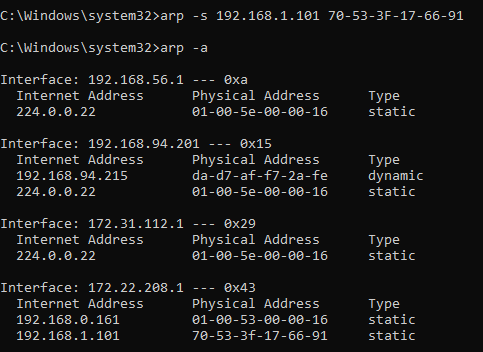 C:\Windows\system32>arp -s 192.168.1.101 70-53-3F-17-66-91
C:\Windows\system32>arp -a
Interface: 192.168.56.1 --- 0xa
Internet Address Physical Address Type
224.0.0.22 01-00-5e-00-00-16 static
Interface: 192.168.94.201 --- 0x15
Internet Address Physical Address Type
192.168.94.215 da-d7-af-f7-2a-fe dynamic
224.0.0.22 01-00-5e-00-00-16 static
Interface: 172.31.112.1 --- 0x29
Internet Address Physical Address Type
224.0.0.22 01-00-5e-00-00-16 static
Interface: 172.22.208.1 --- 0x43
Internet Address Physical Address Type
192.168.0.161 01-00-53-00-00-16 static
192.168.1.101 70-53-3f-17-66-91 static